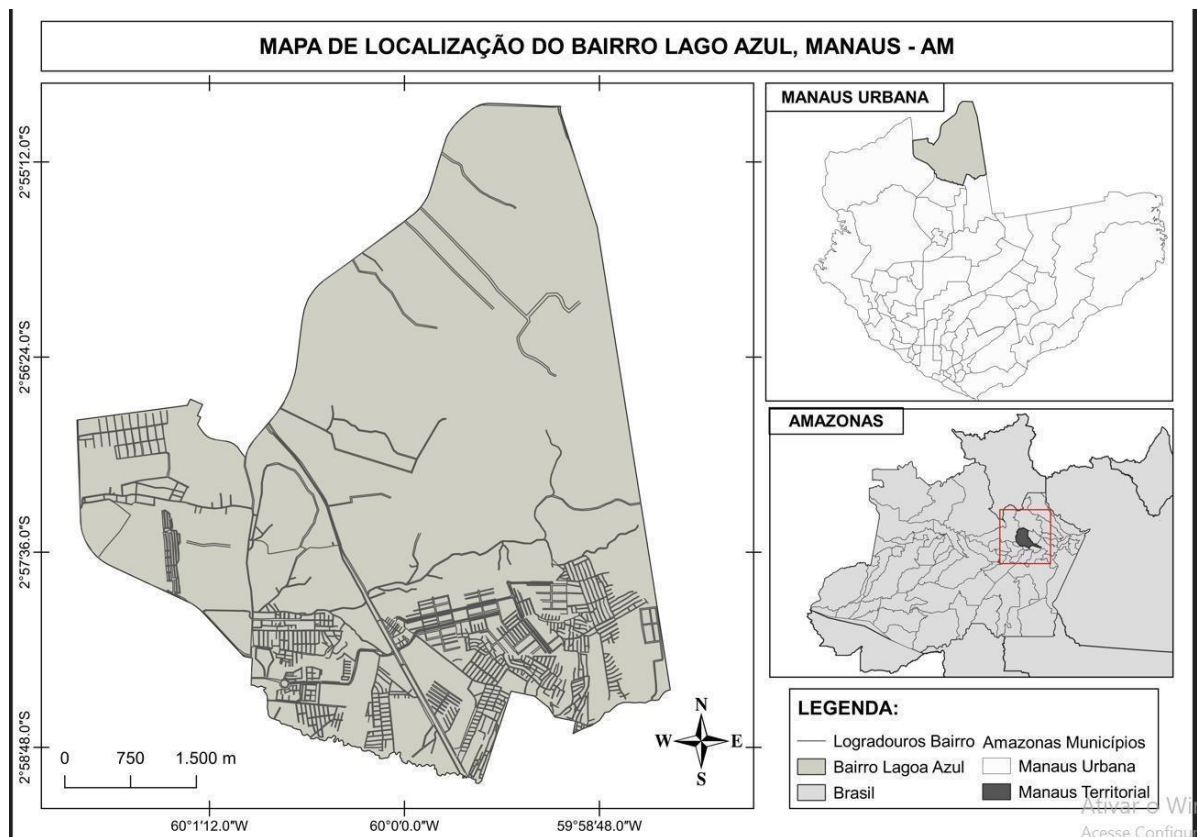 MAPA DE LOCALIZAÇÃO DO BAIRRO LAGO AZUL, MANAUS - AM
2°55'12.0"S
2°56'24.0"S
2°57'36.0"S
2°58'48.0"S
0 750 1.500 m
N
W E
S
60°1'12.0"W 60°00.0'W 59°58'48.0"W
MANAUS URBANA
AMAZONAS
LEGENDA:
Logradouros Bairro Amazonas Municípios
Bairro Lagoa Azul Manaus Urbana
Brasil Manaus Territorial
Ativar o Wi
Acesse Configu